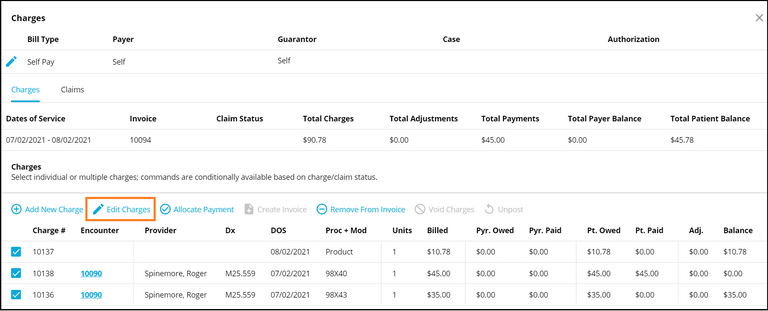 Charges
Bill Type Payer Guarantor Case Authorization
Self Pay Self Self
Charges Claims
Dates of Service Invoice Claim Status Total Charges Total Adjustments Total Payments Total Payer Balance Total Patient Balance
07/02/2021 - 08/02/2021 10094 $90.78 $0.00 $45.00 $0.00 $45.78
Charges
Select individual or multiple charges; commands are conditionally available based on charge/claim status.
Add New Charge Edit Charges Allocate Payment Create Invoice Remove From Invoice Void Charges Unpost
Charge # Encounter Provider Dx DOS Proc + Mod Units Billed Pyr. Owed Pyr. Paid Pt. Owed Pt. Paid Adj. Balance
10137 08/02/2021 Product 1 $10.78 $0.00 $0.00 $10.78 $0.00 $0.00 $10.78
10138 10090 Spinemore, Roger M25.559 07/02/2021 98X40 1 $45.00 $0.00 $0.00 $45.00 $45.00 $0.00 $0.00
10136 10090 Spinemore, Roger M25.559 07/02/2021 98X43 1 $35.00 $0.00 $0.00 $35.00 $0.00 $0.00 $35.00